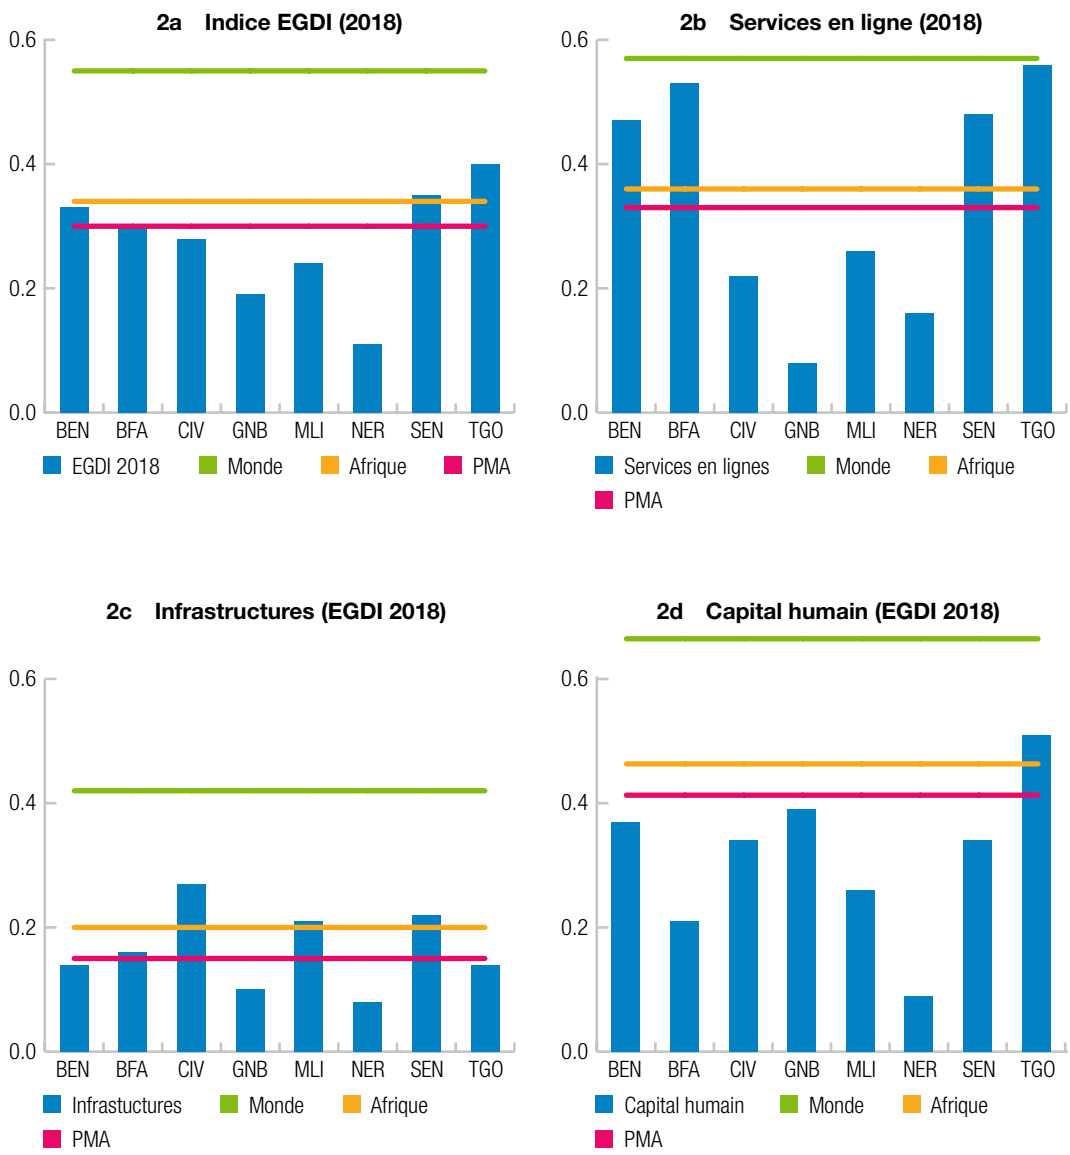 2a Indice EGDI (2018)
0.6
0.4
0.2
0.0
BEN BFA CIV GNB MLI NER SEN TGO
EGDI 2018 Monde Afrique PMA
2b Services en ligne (2018)
0.6
0.4
0.2
0.0
BEN BFA CIV GNB MLI NER SEN TGO
Services en lignes Monde Afrique
PMA
2c Infrastructures (EGDI 2018)
0.6
0.4
0.2
0.0
BEN BFA CIV GNB MLI NER SEN TGO
Infrastuctures Monde Afrique
PMA
2d Capital humain (EGDI 2018)
0.6
0.4
0.2
0.0
BEN BFA CIV GNB MLI NER SEN TGO
Capital humain Monde Afrique
PMA